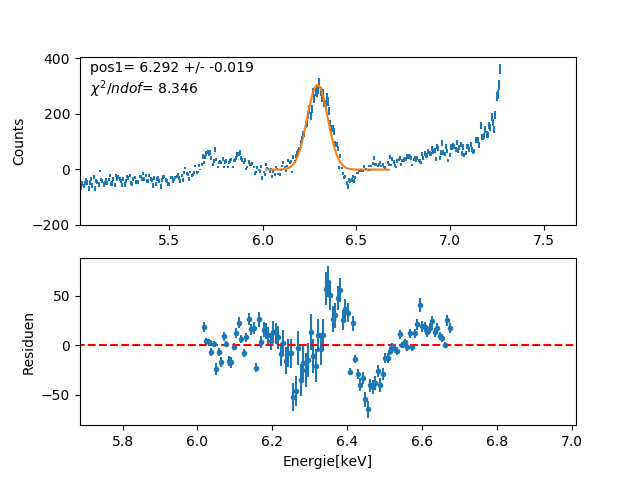 400
pos1= 6.292 +/- -0.019
χ²/ndof= 8.346
200
Counts
0
−200
5.5 6.0 6.5 7.0 7.5
50
Residuen
0
−50
5.8 6.0 6.2 6.4 6.6 6.8 7.0
Energie[keV]